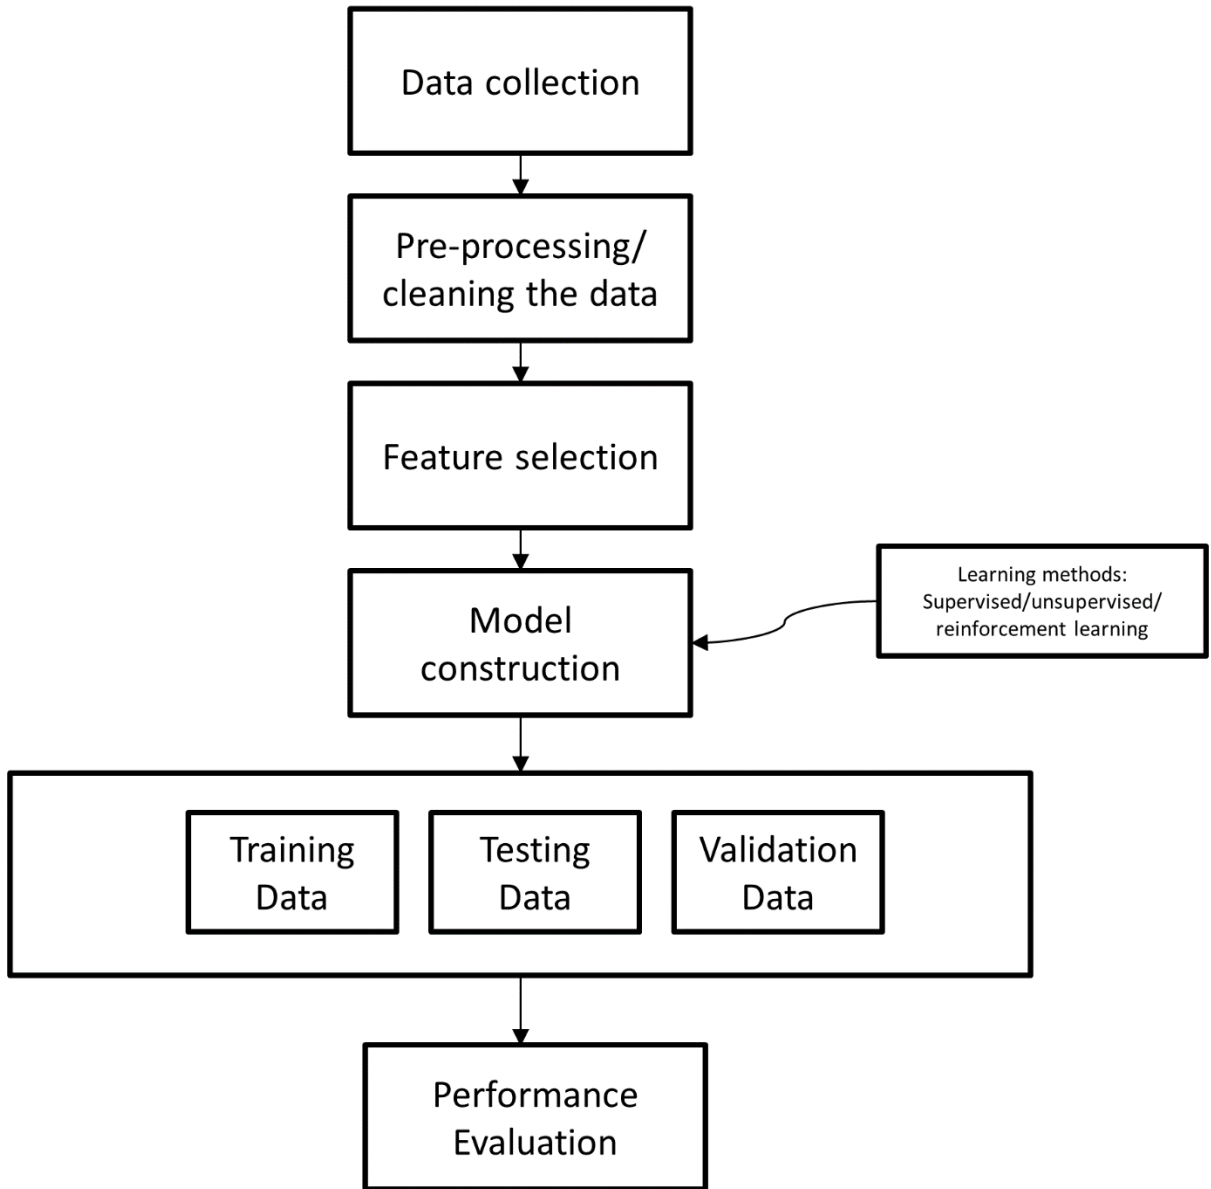 Data collection
Pre-processing/
cleaning the data
Feature selection
Model
construction
Learning methods:
Supervised/unsupervised/
reinforcement learning
Training
Data
Testing
Data
Validation
Data
Performance
Evaluation